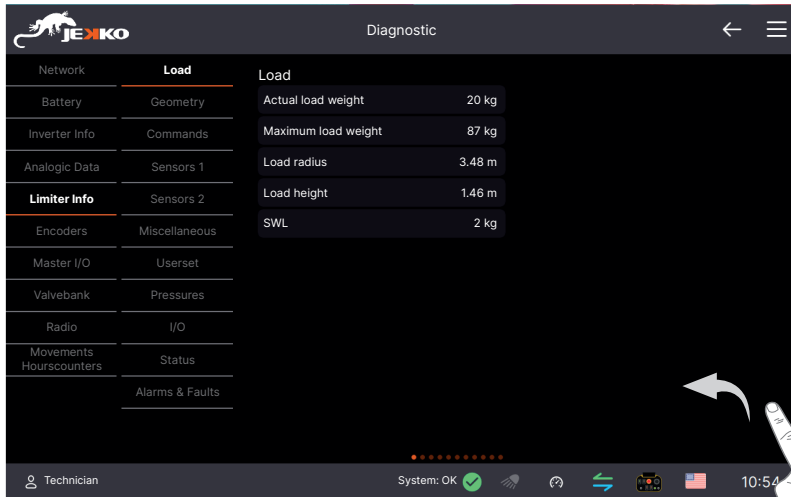 JEKKO
Diagnostic
Network
Battery
Inverter Info
Analogic Data
Limiter Info
Encoders
Master I/O
Valvebank
Radio
Movements
Hourscounters
Load
Geometry
Commands
Sensors 1
Sensors 2
Miscellaneous
Userset
Pressures
I/O
Status
Alarms & Faults
Load
Actual load weight 20 kg
Maximum load weight 87 kg
Load radius 3.48 m
Load height 1.46 m
SWL 2 kg
Technician
System: OK
10:54